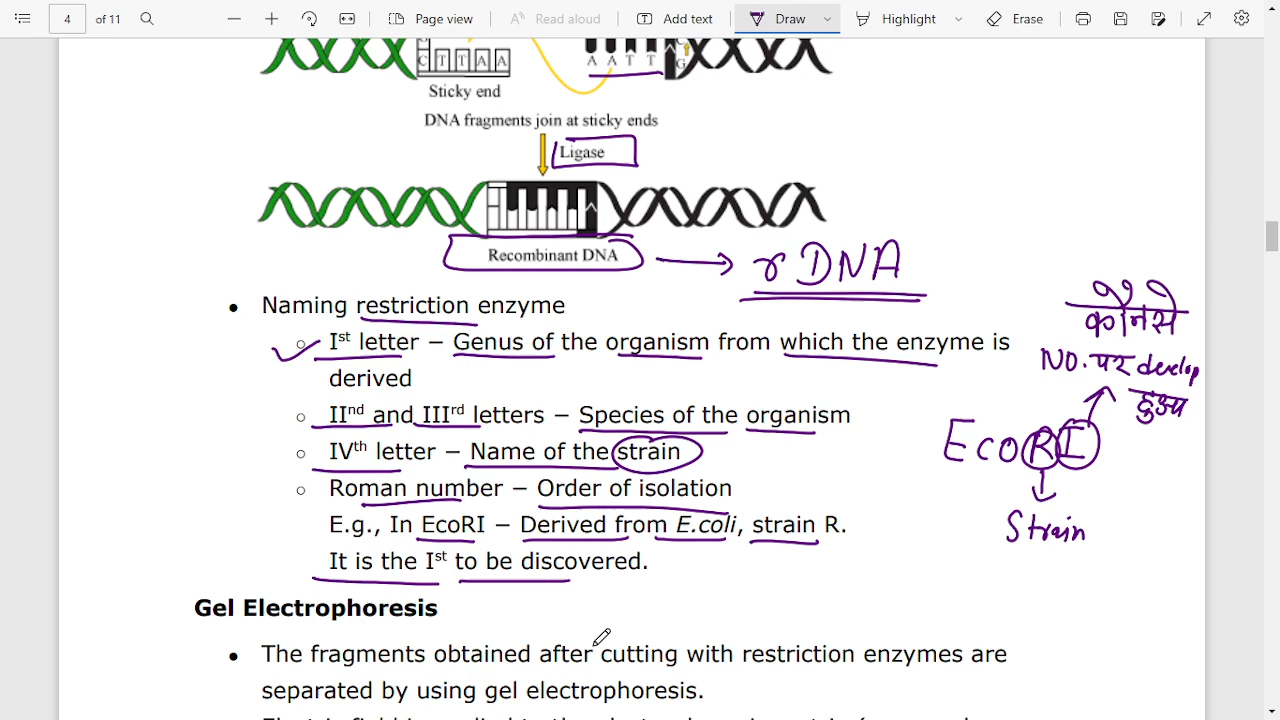 4 of 11 Page view Read aloud Add text Draw Highlight Erase
C T T A A A A T T G
Sticky end
DNA fragments join at sticky ends
Ligase
Recombinant DNA
r DNA
• Naming restriction enzyme
○ Ist letter − Genus of the organism from which the enzyme is
derived
○ IInd and IIIrd letters − Species of the organism
○ IVth letter − Name of the strain
○ Roman number − Order of isolation
E.g., In EcoRI − Derived from E.coli, strain R.
It is the Ist to be discovered.
कौनसे
NO. पर develop
हुआ
EcoRI
Strain
Gel Electrophoresis
• The fragments obtained after cutting with restriction enzymes are
separated by using gel electrophoresis.